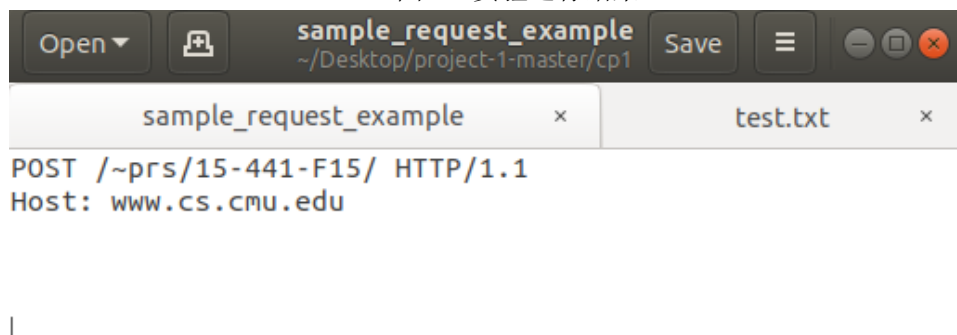 Open
sample_request_example
~/Desktop/project-1-master/cp1
Save
sample_request_example ×
test.txt ×
POST /~prs/15-441-F15/ HTTP/1.1
Host: www.cs.cmu.edu